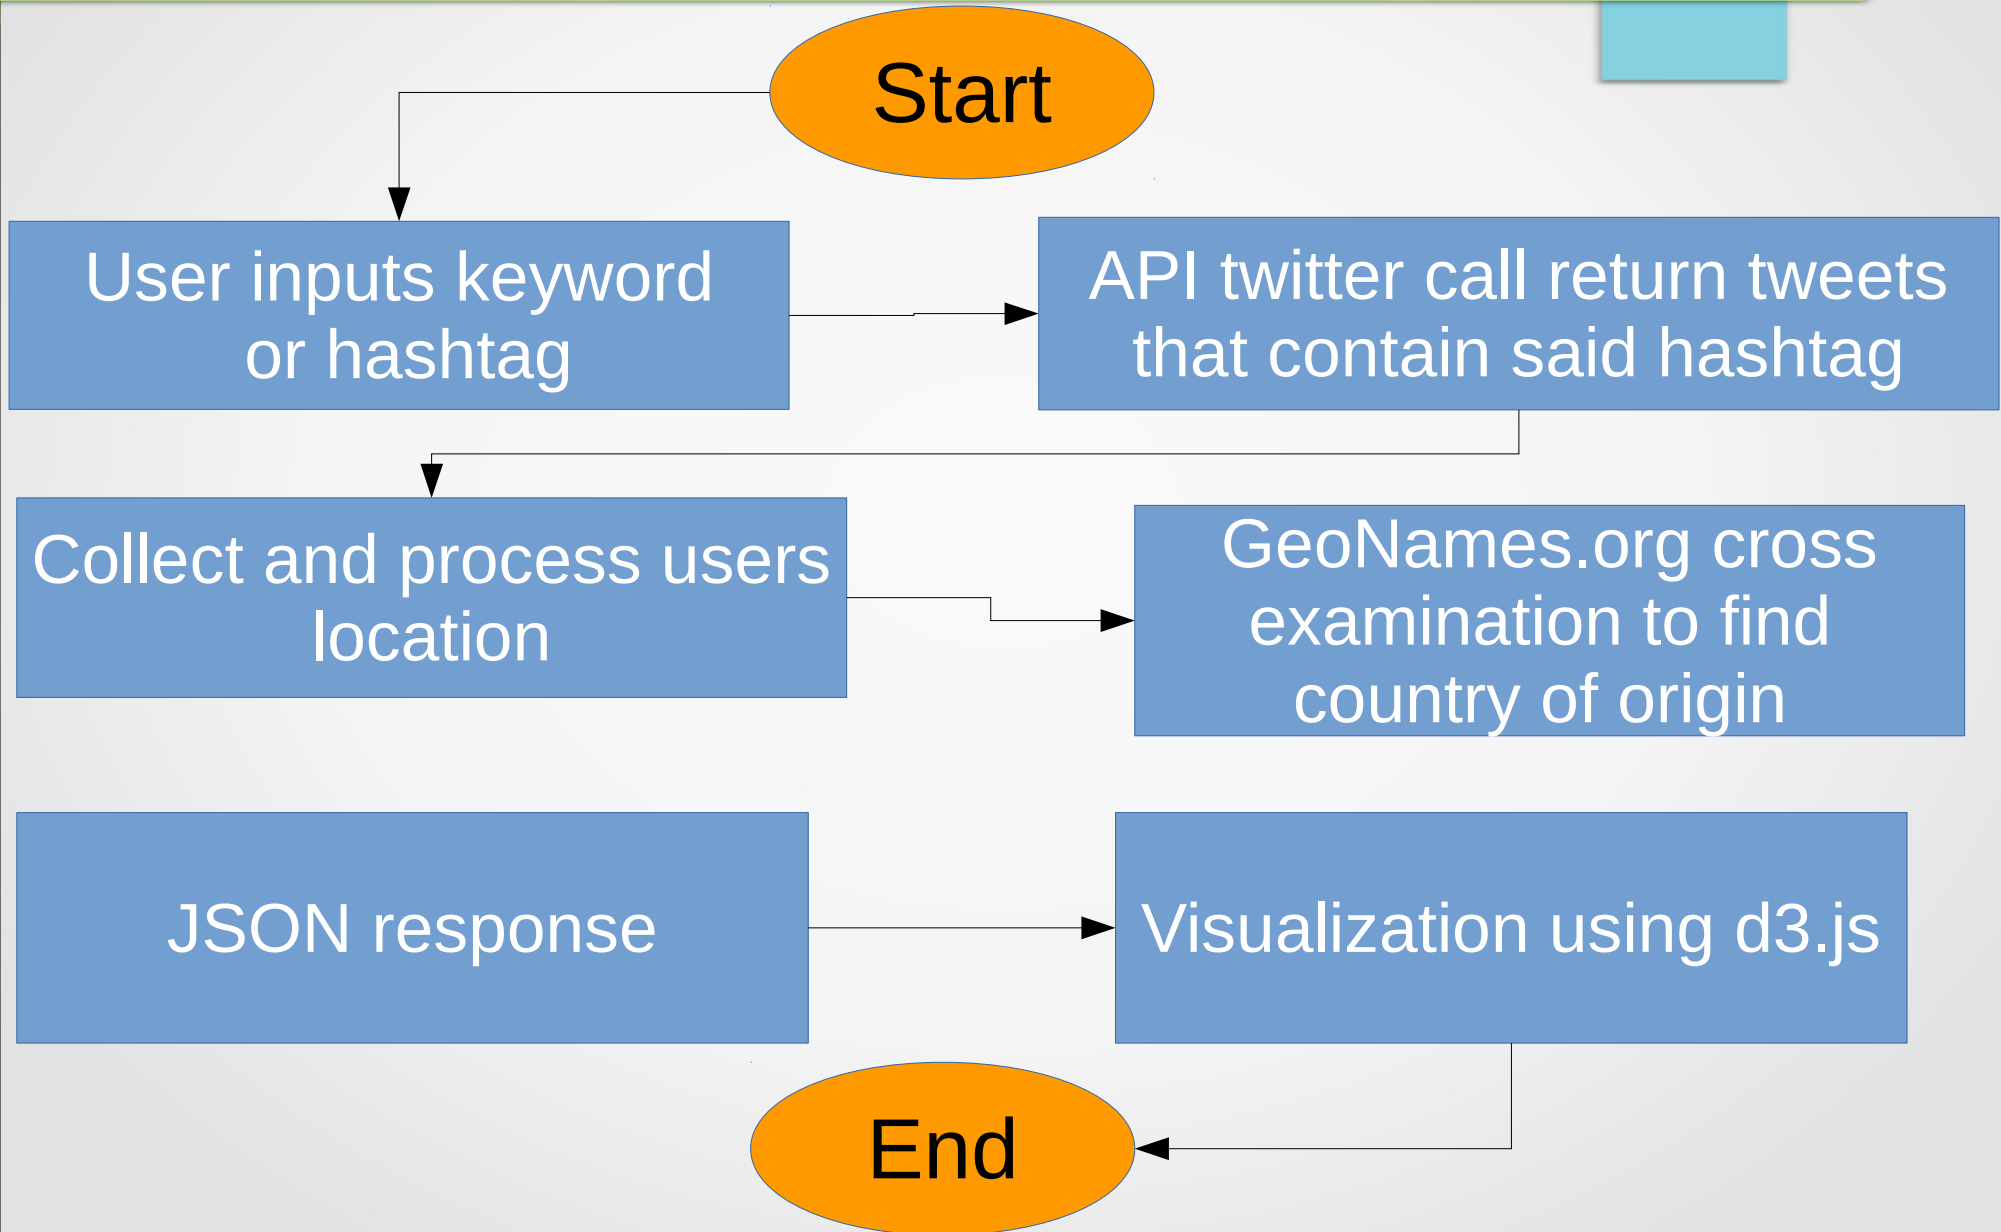 Start
User inputs keyword
or hashtag
API twitter call return tweets
that contain said hashtag
Collect and process users
location
GeoNames.org cross
examination to find
country of origin
JSON response
Visualization using d3.js
End